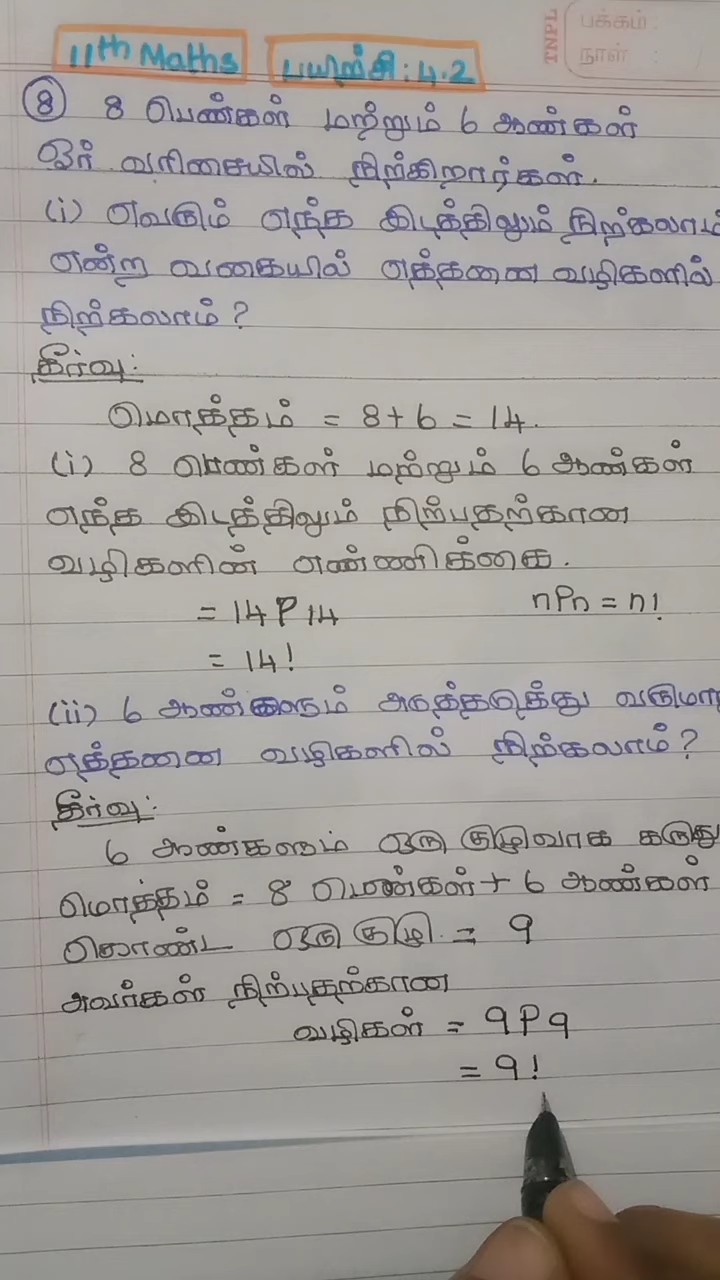 TNPL
பக்கம் :
நாள் :
11th Maths
பயிற்சி : 4.2
⑧ 8 பெண்கள் மற்றும் 6 ஆண்கள்
ஓர் வரிசையில் நிற்கிறார்கள்.
(i) எவரும் எந்த இடத்திலும் நிற்கலாம்
என்ற வகையில் எத்தனை வழிகளில்
நிற்கலாம்?
தீர்வு:
மொத்தம் = 8+6 = 14.
(i) 8 பெண்கள் மற்றும் 6 ஆண்கள்
எந்த இடத்திலும் நிற்பதற்கான
வழிகளின் எண்ணிக்கை.
= 14P14 nPn = n!
= 14!
(ii) 6 ஆண்களும் அடுத்தடுத்து வருமா
எத்தனை வழிகளில் நிற்கலாம்?
தீர்வு:
6 ஆண்களும் ஒரு குழுவாக கருது
மொத்தம் = 8 பெண்கள் + 6 ஆண்கள்
கொண்ட ஒரு குழு. = 9
அவர்கள் நிற்பதற்கான
வழிகள் = 9P9
= 9!